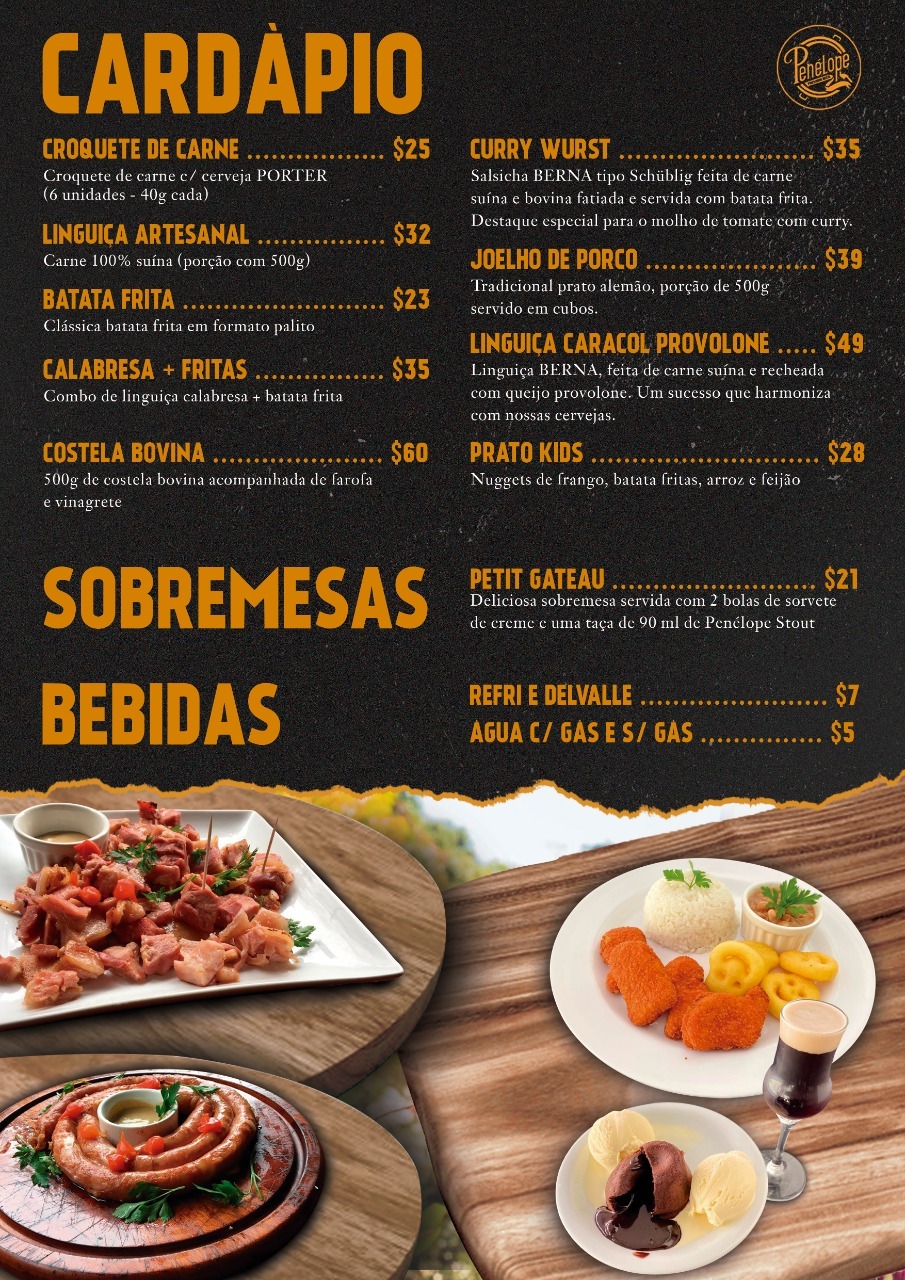 CARDÀPIO
Penélope
CROQUETE DE CARNE ................. $25
Croquete de carne c/ cerveja PORTER
(6 unidades - 40g cada)
LINGUIÇA ARTESANAL ................ $32
Carne 100% suína (porção com 500g)
BATATA FRITA ......................... $23
Clássica batata frita em formato palito
CALABRESA + FRITAS ................ $35
Combo de linguiça calabresa + batata frita
COSTELA BOVINA ..................... $60
500g de costela bovina acompanhada de farofa
e vinagrete
CURRY WURST ........................ $35
Salsicha BERNA tipo Schüblig feita de carne
suína e bovina fatiada e servida com batata frita.
Destaque especial para o molho de tomate com curry.
JOELHO DE PORCO ..................... $39
Tradicional prato alemão, porção de 500g
servido em cubos.
LINGUIÇA CARACOL PROVOLONE ..... $49
Linguiça BERNA, feita de carne suína e recheada
com queijo provolone. Um sucesso que harmoniza
com nossas cervejas.
PRATO KIDS ............................ $28
Nuggets de frango, batata fritas, arroz e feijão
SOBREMESAS
PETIT GATEAU ......................... $21
Deliciosa sobremesa servida com 2 bolas de sorvete
de creme e uma taça de 90 ml de Penélope Stout
BEBIDAS
REFRI E DELVALLE ....................... $7
AGUA C/ GÁS E S/ GÁS ............... $5